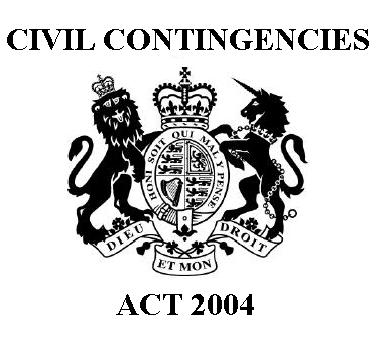 CIVIL CONTINGENCIES
HONI SOIT QUI MAL Y PENSE
DIEU
ET MON
DROIT
ACT 2004